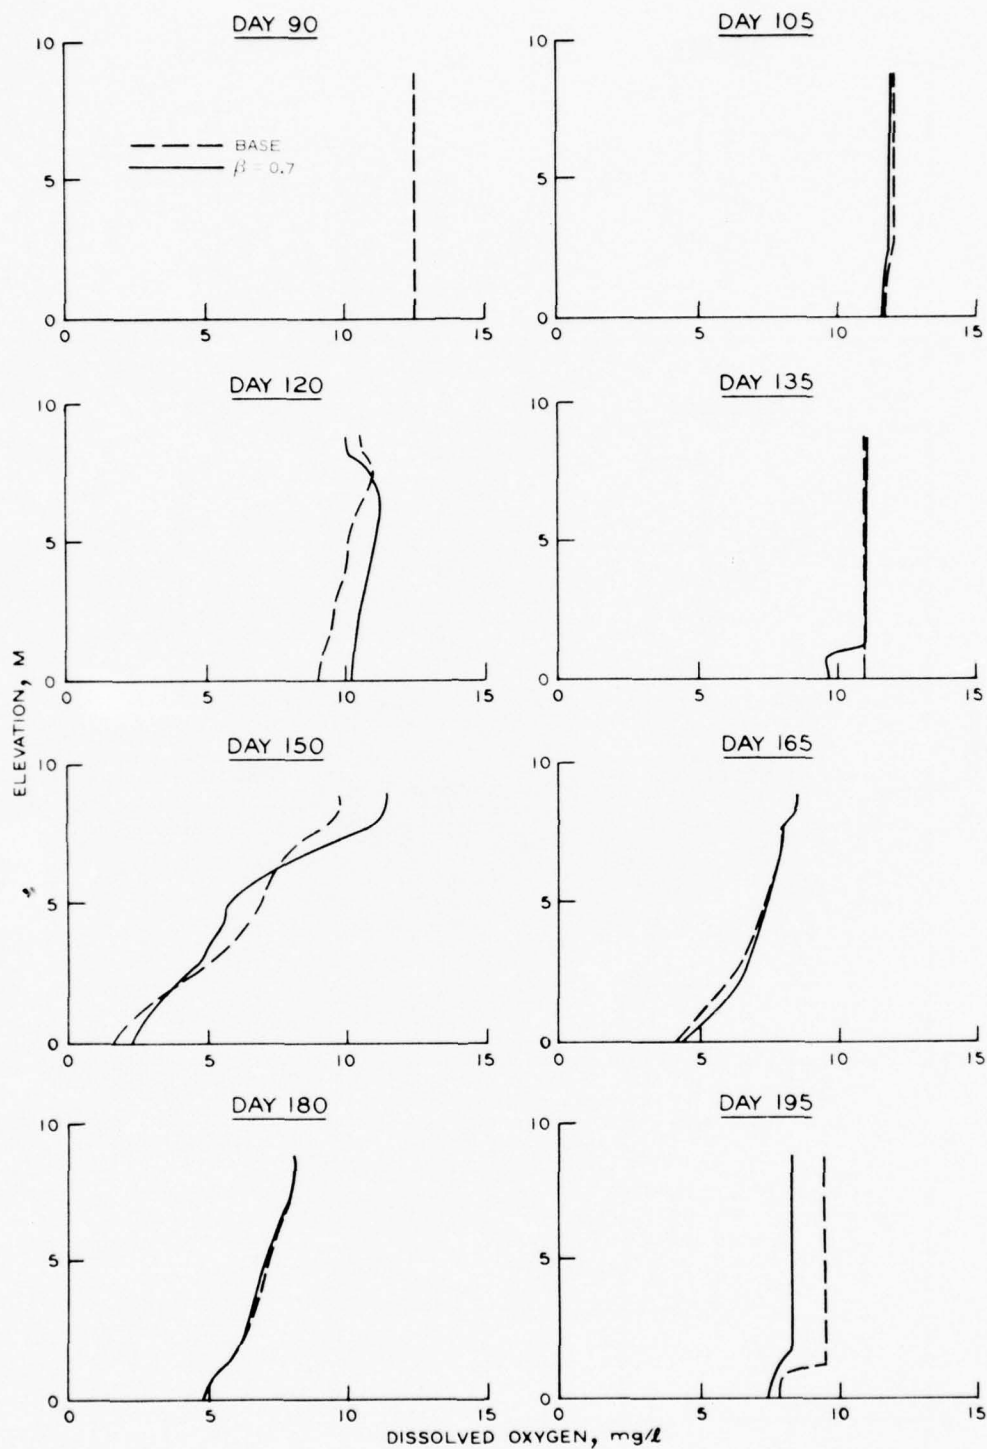 DAY 90
10
5
0
0 5 10 15
BASE
β = 0.7
DAY 105
10
5
0
0 5 10 15
DAY 120
10
5
0
0 5 10 15
DAY 135
10
5
0
0 5 10 15
ELEVATION, M
DAY 150
10
5
0
0 5 10 15
DAY 165
10
5
0
0 5 10 15
DAY 180
10
5
0
0 5 10 15
DAY 195
10
5
0
0 5 10 15
DISSOLVED OXYGEN, mg/ℓ